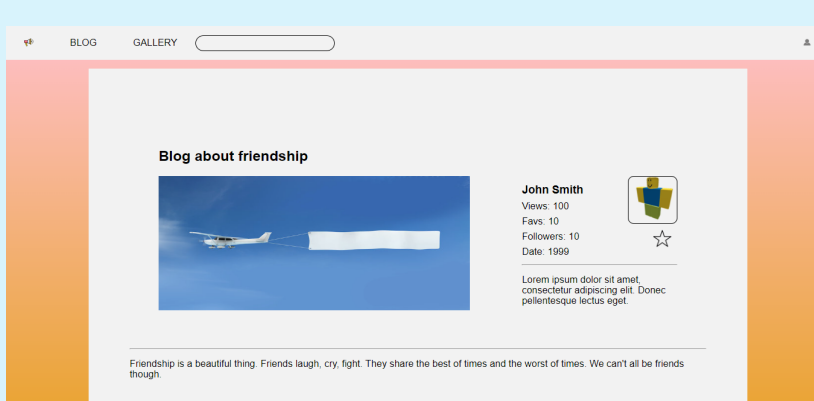 BLOG GALLERY
Blog about friendship
John Smith
Views: 100
Favs: 10
Followers: 10
Date: 1999
Lorem ipsum dolor sit amet,
consectetur adipiscing elit. Donec
pellentesque lectus eget.
Friendship is a beautiful thing. Friends laugh, cry, fight. They share the best of times and the worst of times. We can't all be friends
though.